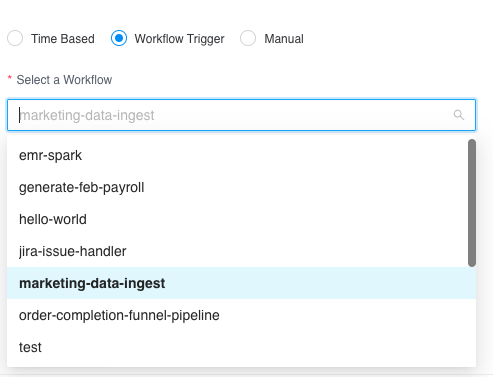 Time Based Workflow Trigger Manual
* Select a Workflow
marketing-data-ingest
emr-spark
generate-feb-payroll
hello-world
jira-issue-handler
marketing-data-ingest
order-completion-funnel-pipeline
test